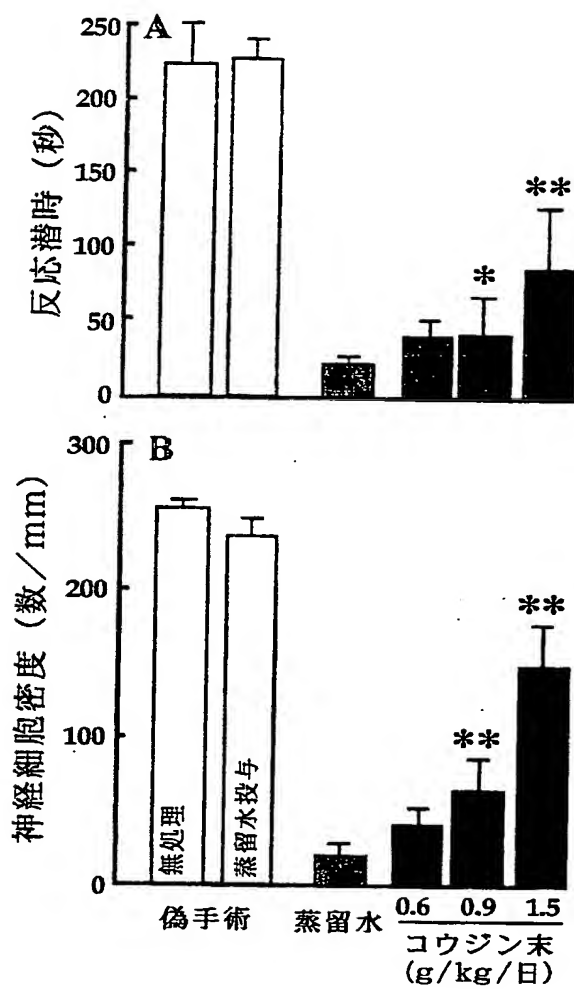 A
反応潜時 (秒)
250
200
150
100
50
0
*
**
B
神経細胞密度 (数/mm)
300
200
100
0
無処理
蒸留水投与
**
**
偽手術
蒸留水
0.6 0.9 1.5
コウジン末
(g/kg/日)